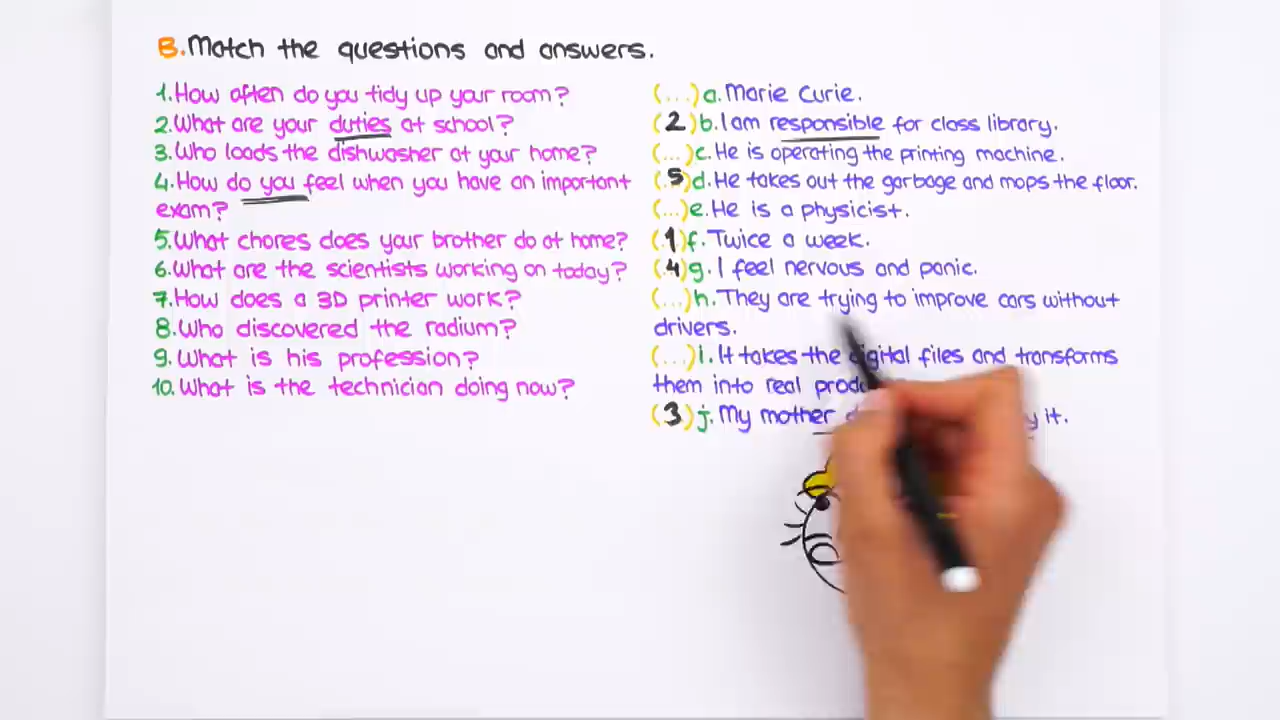 B. Match the questions and answers.
1. How often do you tidy up your room?
2. What are your duties at school?
3. Who loads the dishwasher at your home?
4. How do you feel when you have an important
exam?
5. What chores does your brother do at home?
6. What are the scientists working on today?
7. How does a 3D printer work?
8. Who discovered the radium?
9. What is his profession?
10. What is the technician doing now?
(...) a. Marie Curie.
(2) b. I am responsible for class library.
(...) c. He is operating the printing machine.
(.5) d. He takes out the garbage and mops the floor.
(...) e. He is a physicist.
(.1) f. Twice a week.
(.4) g. I feel nervous and panic.
(...) h. They are trying to improve cars without
drivers.
(...) i. It takes the digital files and transforms
them into real
(3) j. My mother it.